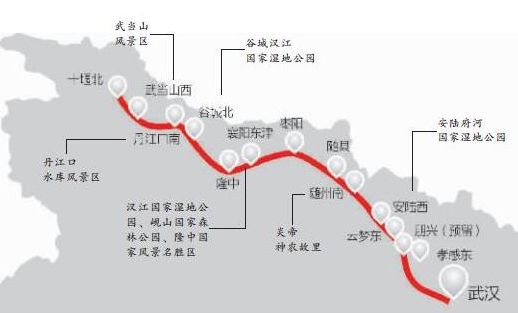 武当山
风景区
谷城汉江
国家湿地公园
十堰北
武当山西
谷城北
安陆府河
国家湿地公园
丹江口南
襄阳东津
枣阳
随县
丹江口
水库风景区
隆中
随州南
安陆西
汉江国家湿地公
园、岘山国家森
林公园、隆中国
家风景名胜区
炎帝
神农故里
云梦东
(预留)
孝感东
武汉